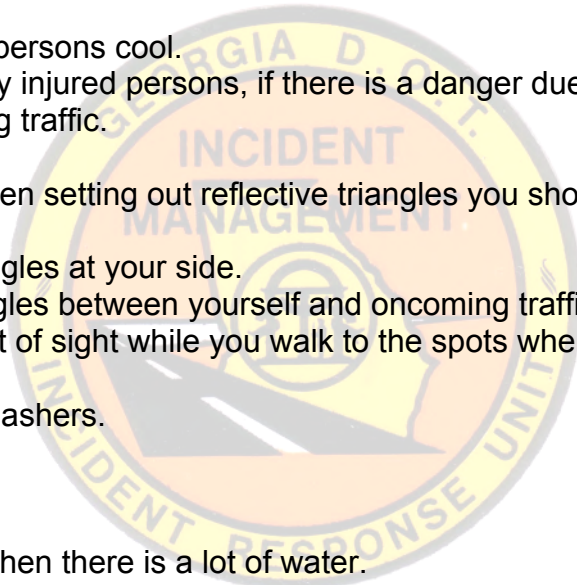 persons cool.
y injured persons, if there is a danger due
g traffic.
en setting out reflective triangles you sho
gles at your side.
gles between yourself and oncoming traffi
t of sight while you walk to the spots whe
ashers.
hen there is a lot of water.
GEORGIA D.O.T.
INCIDENT
MANAGEMENT
INCIDENT RESPONSE UNIT